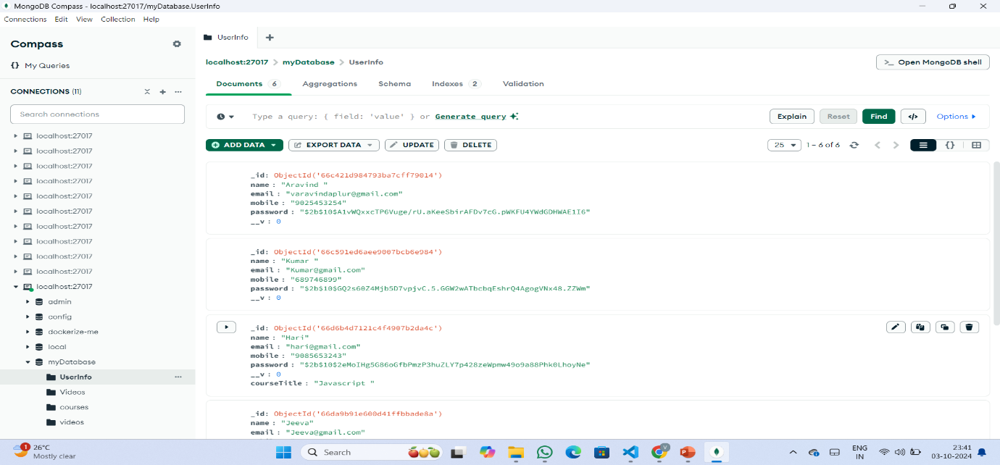 MongoDB Compass - localhost:27017/myDatabase.UserInfo
Connections Edit View Collection Help
Compass
UserInfo
{} My Queries
localhost:27017 > myDatabase > UserInfo
>_ Open MongoDB shell
CONNECTIONS (11)
Documents 6 Aggregations Schema Indexes 2 Validation
Search connections
Type a query: { field: 'value' } or Generate query
Explain Reset Find </> Options
ADD DATA EXPORT DATA UPDATE DELETE
25 1 – 6 of 6
localhost:27017
localhost:27017
localhost:27017
localhost:27017
localhost:27017
localhost:27017
localhost:27017
localhost:27017
localhost:27017
localhost:27017
localhost:27017
admin
config
dockerize-me
local
myDatabase
UserInfo
Videos
courses
videos
_id: ObjectId('66c421d984793ba7cff79014')
name : "Aravind "
email : "varavindaplur@gmail.com"
mobile : "9025453254"
password : "$2b$10$A1vWQxxcTP6Vuge/rU.aKeeSbirAFDv7cG.pWKFU4YWdGDHWAE1I6"
__v : 0
_id: ObjectId('66c591ed6aee9007bcb6e984')
name : "Kumar "
email : "Kumar@gmail.com"
mobile : "689746899"
password : "$2b$10$GQ2s60Z4Mjb5D7vpjvC.5.GGW2wATbcbqEshrQ4AgogVNx48.ZZWm"
__v : 0
_id: ObjectId('66d6b4d7121c4f4907b2da4c')
name : "Hari"
email : "hari@gmail.com"
mobile : "9085653243"
password : "$2b$10$2eMoIHg5G86oGfbPmzP3huZLY7p428zeWpmw49o9a88Phk0LhoyNe"
__v : 0
courseTitle : "Javascript "
_id: ObjectId('66da9b91e600d41ffbbade8a')
name : "Jeeva"
email : "Jeeva@gmail.com"
1
26°C
Mostly clear
Search
ENG
IN
23:41
03-10-2024